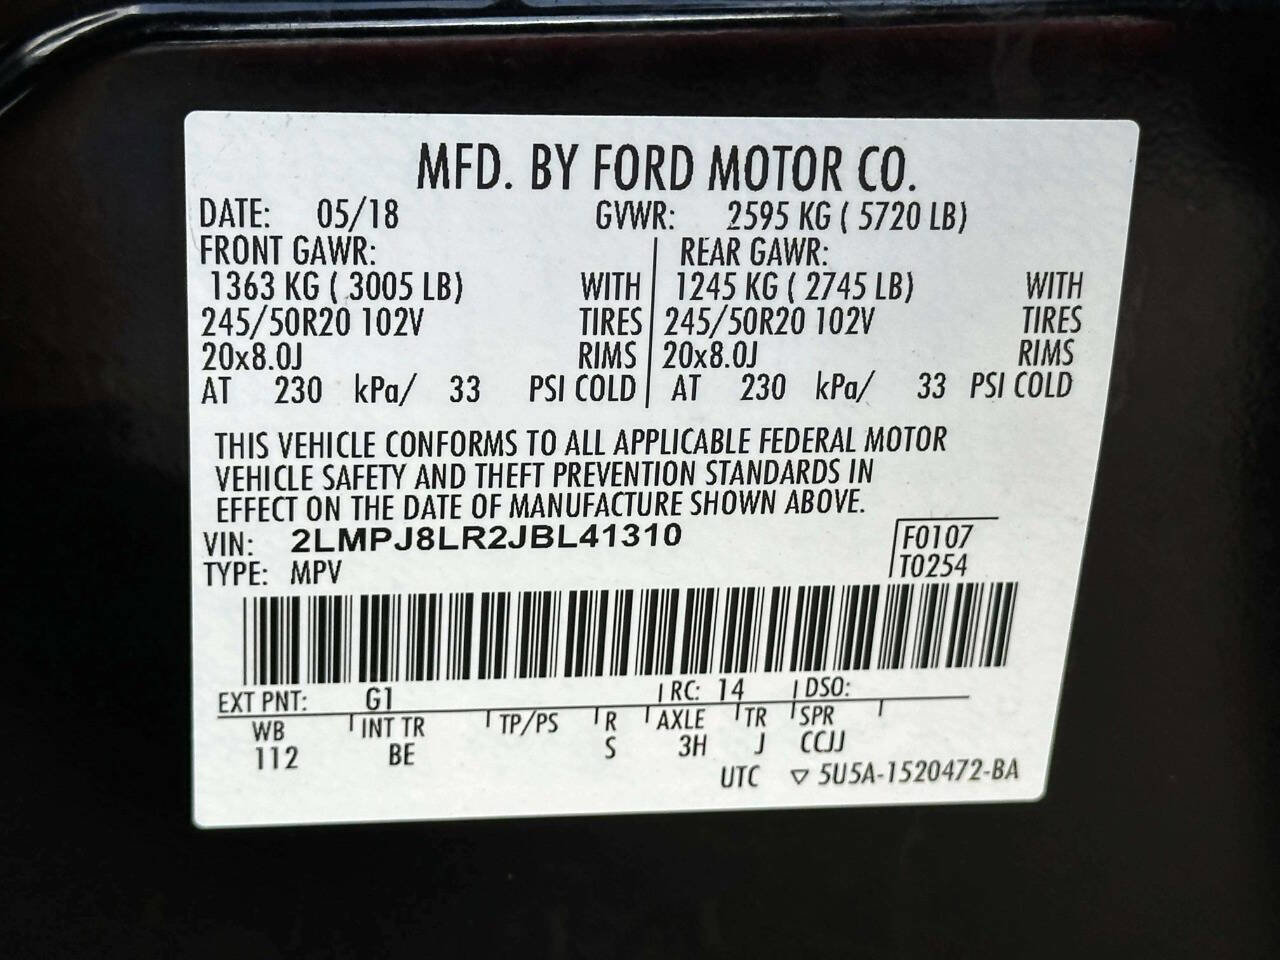 MFD. BY FORD MOTOR CO.
DATE: 05/18 GVWR: 2595 KG ( 5720 LB)
FRONT GAWR: REAR GAWR:
1363 KG ( 3005 LB) WITH 1245 KG ( 2745 LB) WITH
245/50R20 102V TIRES 245/50R20 102V TIRES
20x8.0J RIMS 20x8.0J RIMS
AT 230 kPa/ 33 PSI COLD AT 230 kPa/ 33 PSI COLD
THIS VEHICLE CONFORMS TO ALL APPLICABLE FEDERAL MOTOR
VEHICLE SAFETY AND THEFT PREVENTION STANDARDS IN
EFFECT ON THE DATE OF MANUFACTURE SHOWN ABOVE.
VIN: 2LMPJ8LR2JBL41310 F0107
TYPE: MPV T0254
EXT PNT: G1 RC: 14 DSO:
WB INT TR TP/PS R AXLE TR SPR
112 BE S 3H J CCJJ
UTC ▽ 5U5A-1520472-BA